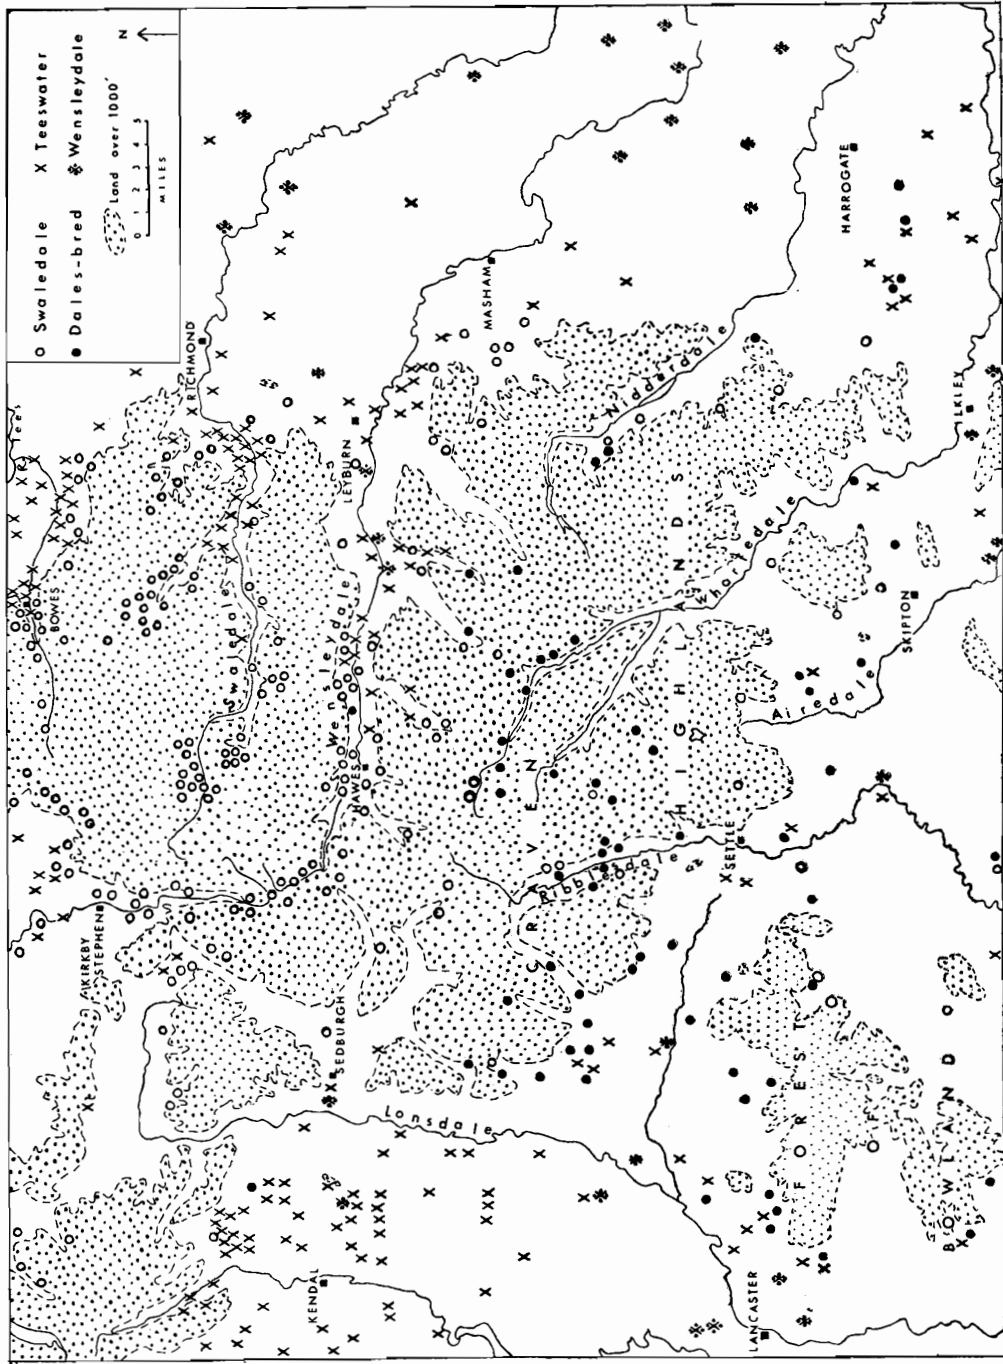 O Swaledale
X Teeswater
● Dales-bred
Wensleydale
Land over 1000'
0 1 2 3 4 5
MILES
N
R. Tees
BOWES
RICHMOND
KIRKBY
STEPHEN
Swaledale
LEYBURN
Wensleydale
HAWES
MASHAM
SEDBURGH
KENDAL
Lonsdale
Nidderdale
CRAVEN
HIGHLANDS
Ribblesdale
Wharfedale
HARROGATE
SETTLE
Airedale
SKIPTON
ILKLEY
LANCASTER
FOREST
OF
BOWLAND